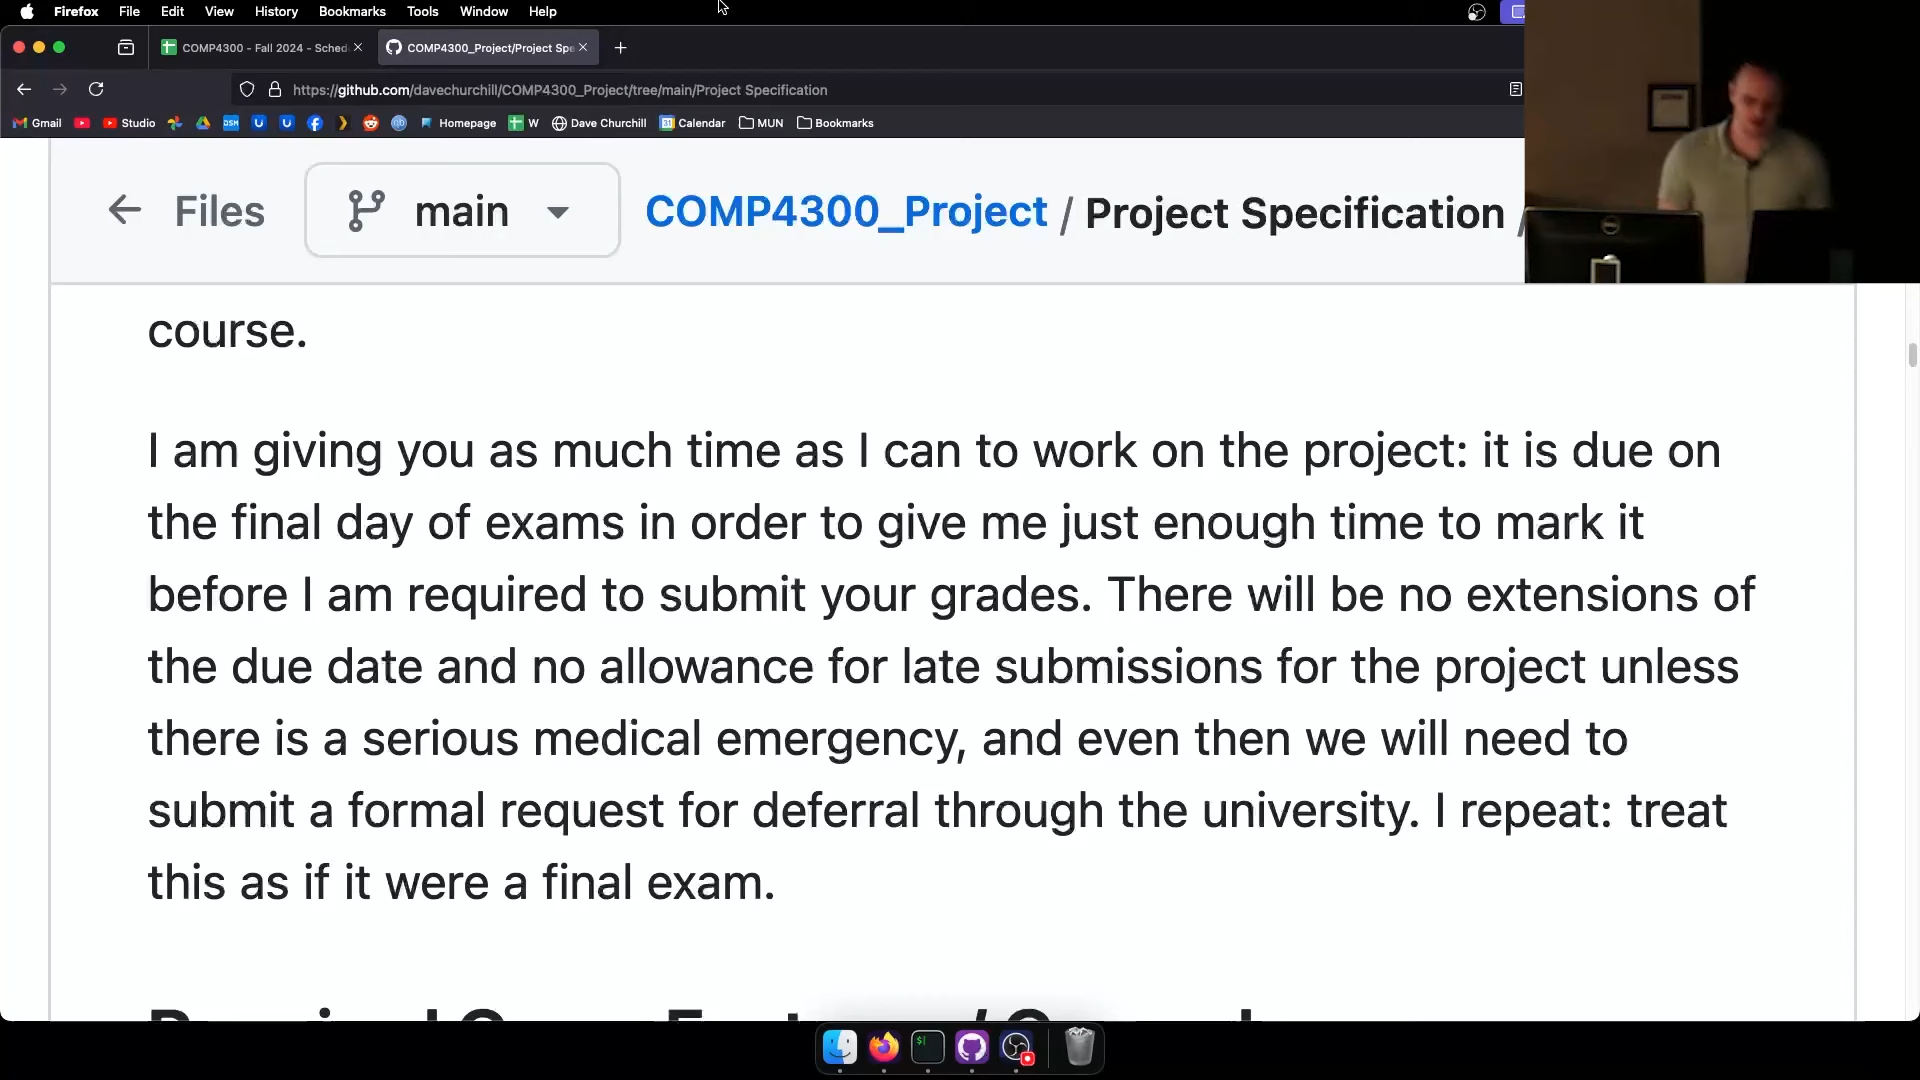 Firefox File Edit View History Bookmarks Tools Window Help
COMP4300 - Fall 2024 - Sched
COMP4300_Project/Project Spe
https://github.com/davechurchill/COMP4300_Project/tree/main/Project Specification
Gmail Studio DSM U U W Homepage Dave Churchill 31 Calendar MUN Bookmarks
Files main COMP4300_Project / Project Specification /
course.
I am giving you as much time as I can to work on the project: it is due on
the final day of exams in order to give me just enough time to mark it
before I am required to submit your grades. There will be no extensions of
the due date and no allowance for late submissions for the project unless
there is a serious medical emergency, and even then we will need to
submit a formal request for deferral through the university. I repeat: treat
this as if it were a final exam.